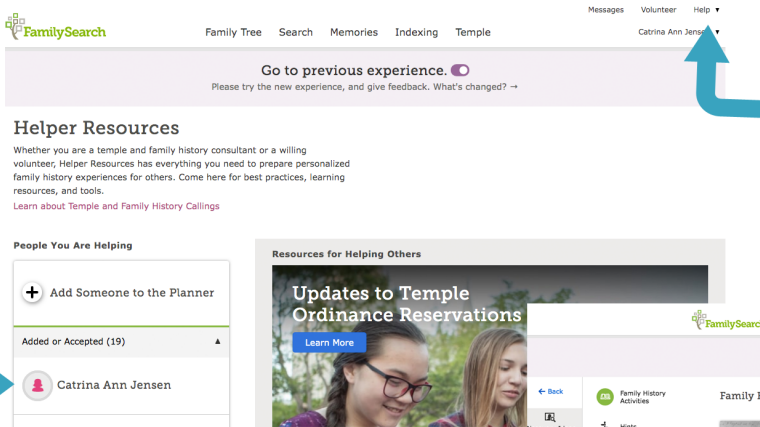 Messages Volunteer Help
FamilySearch
Family Tree Search Memories Indexing Temple
Catrina Ann Jensen
Go to previous experience.
Please try the new experience, and give feedback. What's changed? →
Helper Resources
Whether you are a temple and family history consultant or a willing
volunteer, Helper Resources has everything you need to prepare personalized
family history experiences for others. Come here for best practices, learning
resources, and tools.
Learn about Temple and Family History Callings
People You Are Helping
Add Someone to the Planner
Added or Accepted (19)
Catrina Ann Jensen
Resources for Helping Others
Updates to Temple
Ordinance Reservations
Learn More
FamilySearc
← Back
Family History
Activities
Family
Hints